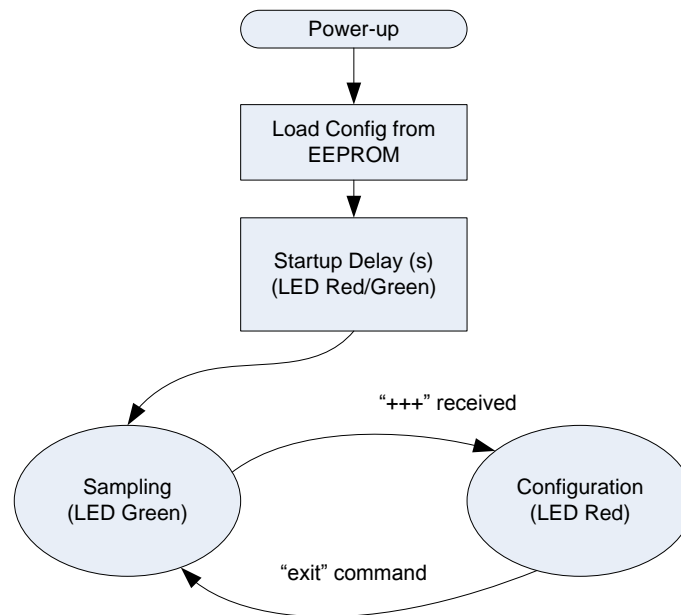 Power-up
Load Config from
EEPROM
Startup Delay (s)
(LED Red/Green)
“+++” received
Sampling
(LED Green)
Configuration
(LED Red)
“exit” command